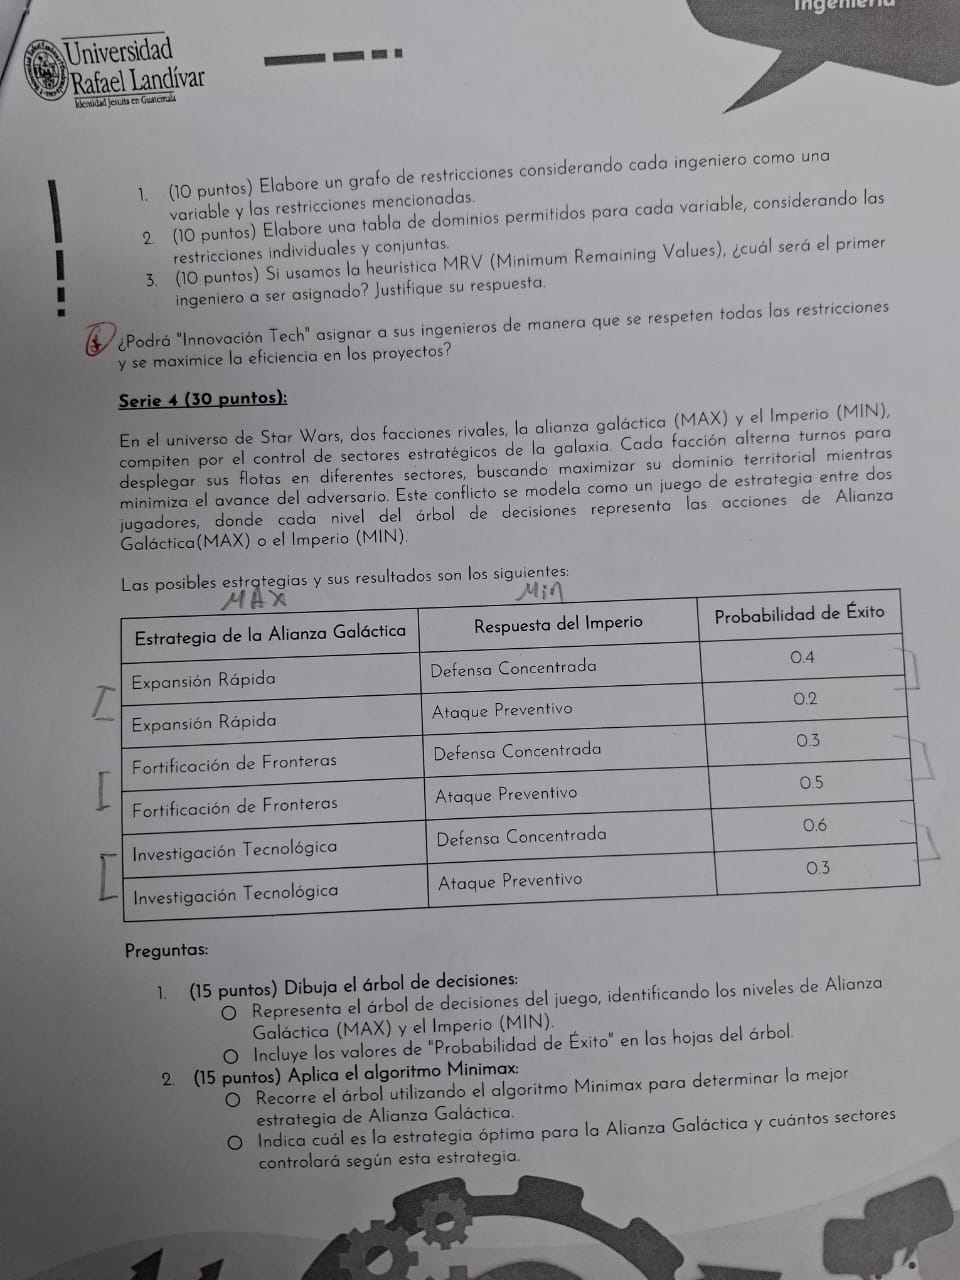 Ingeniería
Universidad
Rafael Landívar
Identidad Jesuita en Guatemala
1. (10 puntos) Elabore un grafo de restricciones considerando cada ingeniero como una
variable y las restricciones mencionadas.
2. (10 puntos) Elabore una tabla de dominios permitidos para cada variable, considerando las
restricciones individuales y conjuntas.
3. (10 puntos) Si usamos la heurística MRV (Minimum Remaining Values), ¿cuál será el primer
ingeniero a ser asignado? Justifique su respuesta.
¿Podrá "Innovación Tech" asignar a sus ingenieros de manera que se respeten todas las restricciones
y se maximice la eficiencia en los proyectos?
Serie 4 (30 puntos):
En el universo de Star Wars, dos facciones rivales, la alianza galáctica (MAX) y el Imperio (MIN),
compiten por el control de sectores estratégicos de la galaxia. Cada facción alterna turnos para
desplegar sus flotas en diferentes sectores, buscando maximizar su dominio territorial mientras
minimiza el avance del adversario. Este conflicto se modela como un juego de estrategia entre dos
jugadores, donde cada nivel del árbol de decisiones representa las acciones de Alianza
Galáctica(MAX) o el Imperio (MIN).
Las posibles estrategias y sus resultados son los siguientes:
MAX Min
Estrategia de la Alianza Galáctica Respuesta del Imperio Probabilidad de Éxito
Expansión Rápida Defensa Concentrada 0.4
Expansión Rápida Ataque Preventivo 0.2
Fortificación de Fronteras Defensa Concentrada 0.3
Fortificación de Fronteras Ataque Preventivo 0.5
Investigación Tecnológica Defensa Concentrada 0.6
Investigación Tecnológica Ataque Preventivo 0.3
Preguntas:
1. (15 puntos) Dibuja el árbol de decisiones:
O Representa el árbol de decisiones del juego, identificando los niveles de Alianza
Galáctica (MAX) y el Imperio (MIN).
O Incluye los valores de "Probabilidad de Éxito" en las hojas del árbol.
2. (15 puntos) Aplica el algoritmo Minimax:
O Recorre el árbol utilizando el algoritmo Minimax para determinar la mejor
estrategia de Alianza Galáctica.
O Indica cuál es la estrategia óptima para la Alianza Galáctica y cuántos sectores
controlará según esta estrategia.